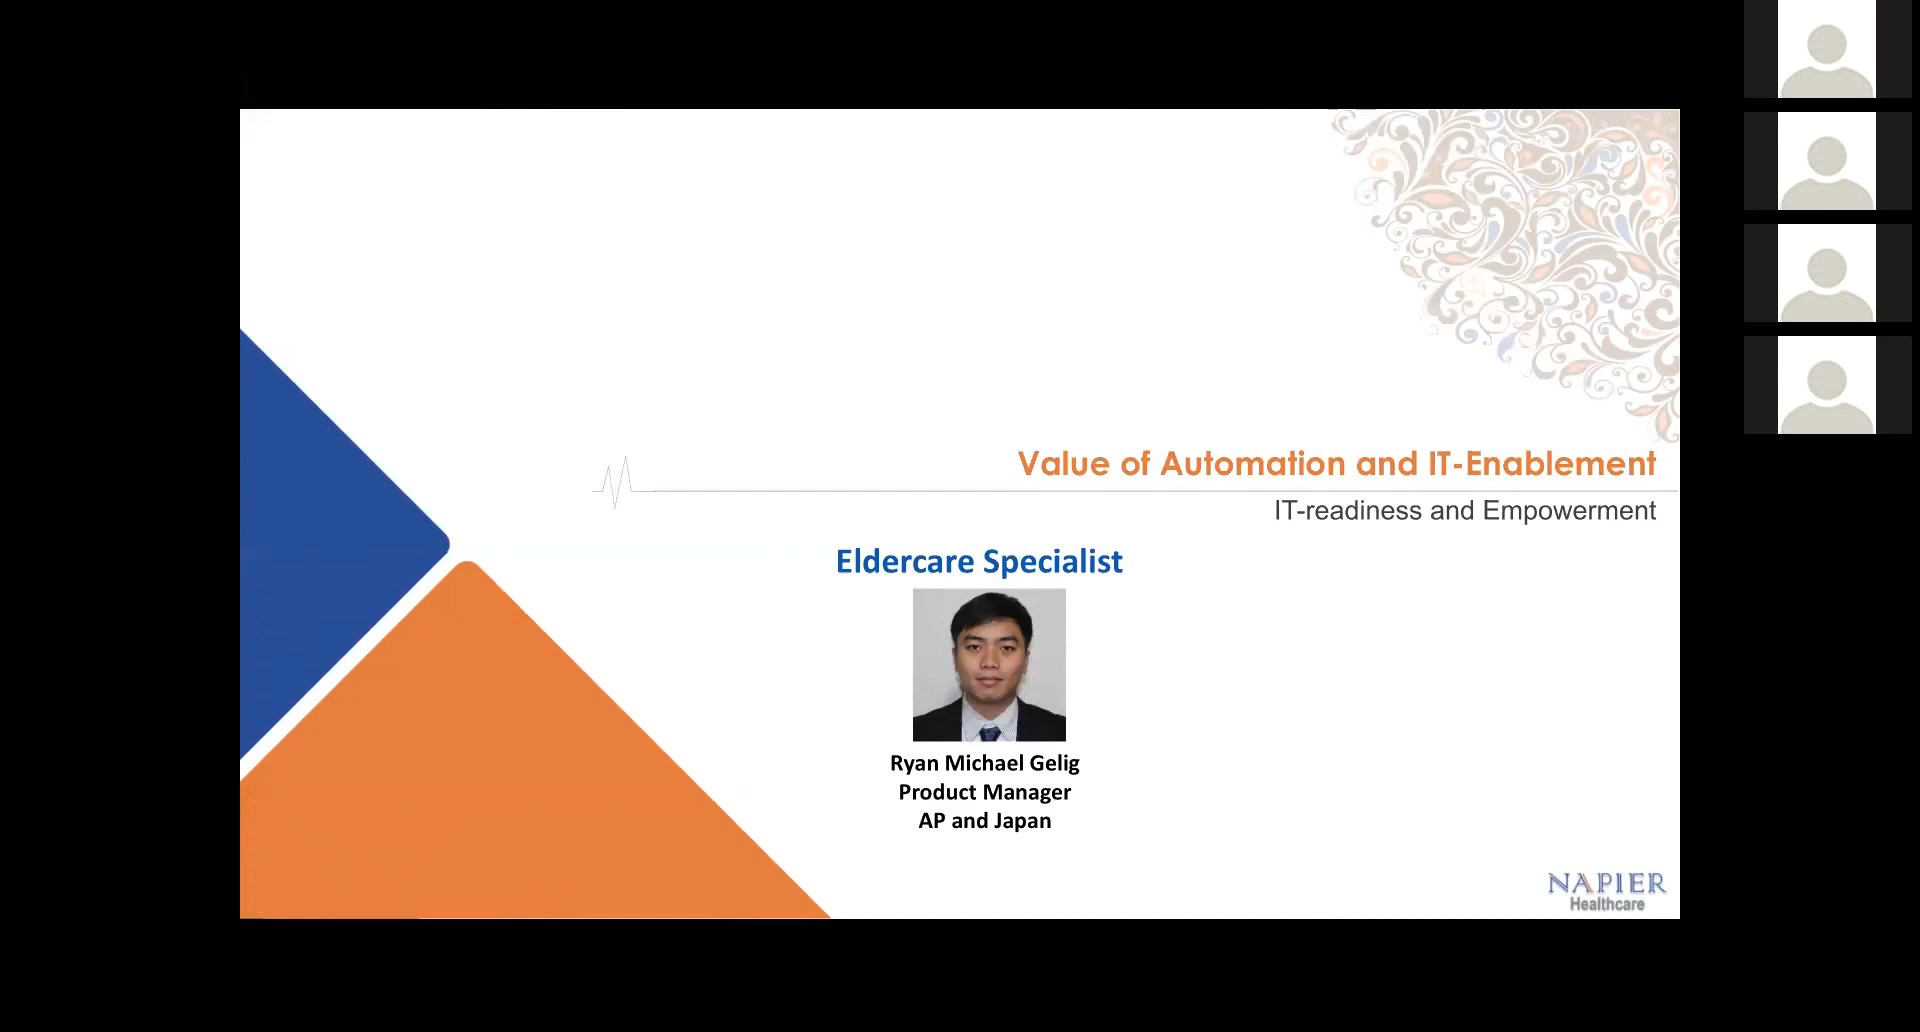 Value of Automation and IT-Enablement
IT-readiness and Empowerment
Eldercare Specialist
Ryan Michael Gelig
Product Manager
AP and Japan
NAPIER
Healthcare